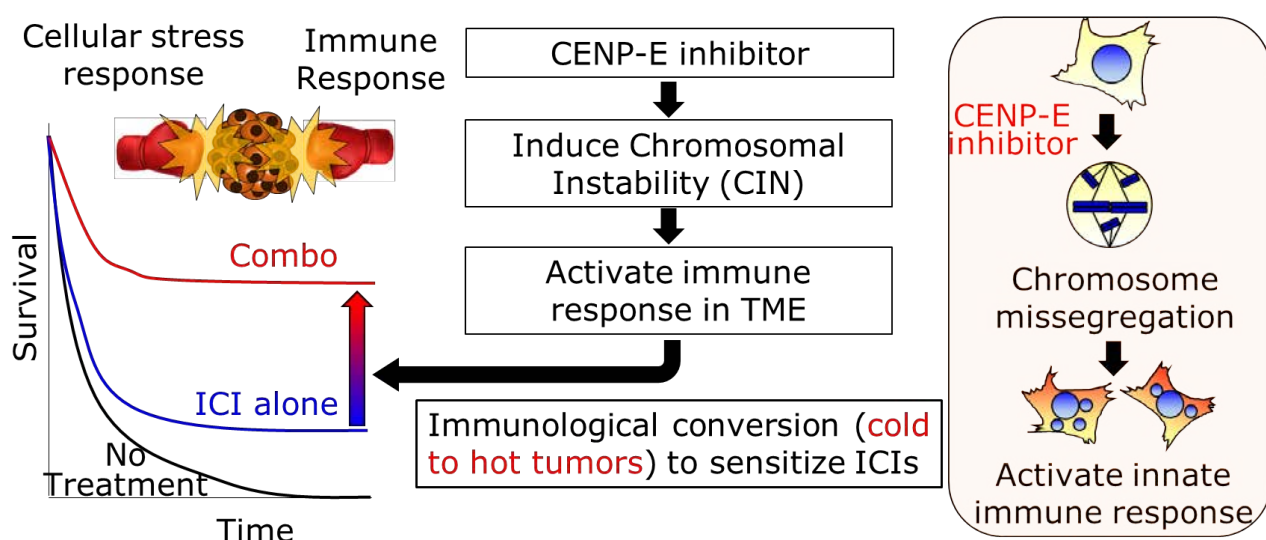 Cellular stress
response
Immune
Response
Survival
Combo
ICI alone
No
Treatment
Time
CENP-E inhibitor
Induce Chromosomal
Instability (CIN)
Activate immune
response in TME
Immunological conversion (cold
to hot tumors) to sensitize ICIs
CENP-E
inhibitor
Chromosome
missegregation
Activate innate
immune response